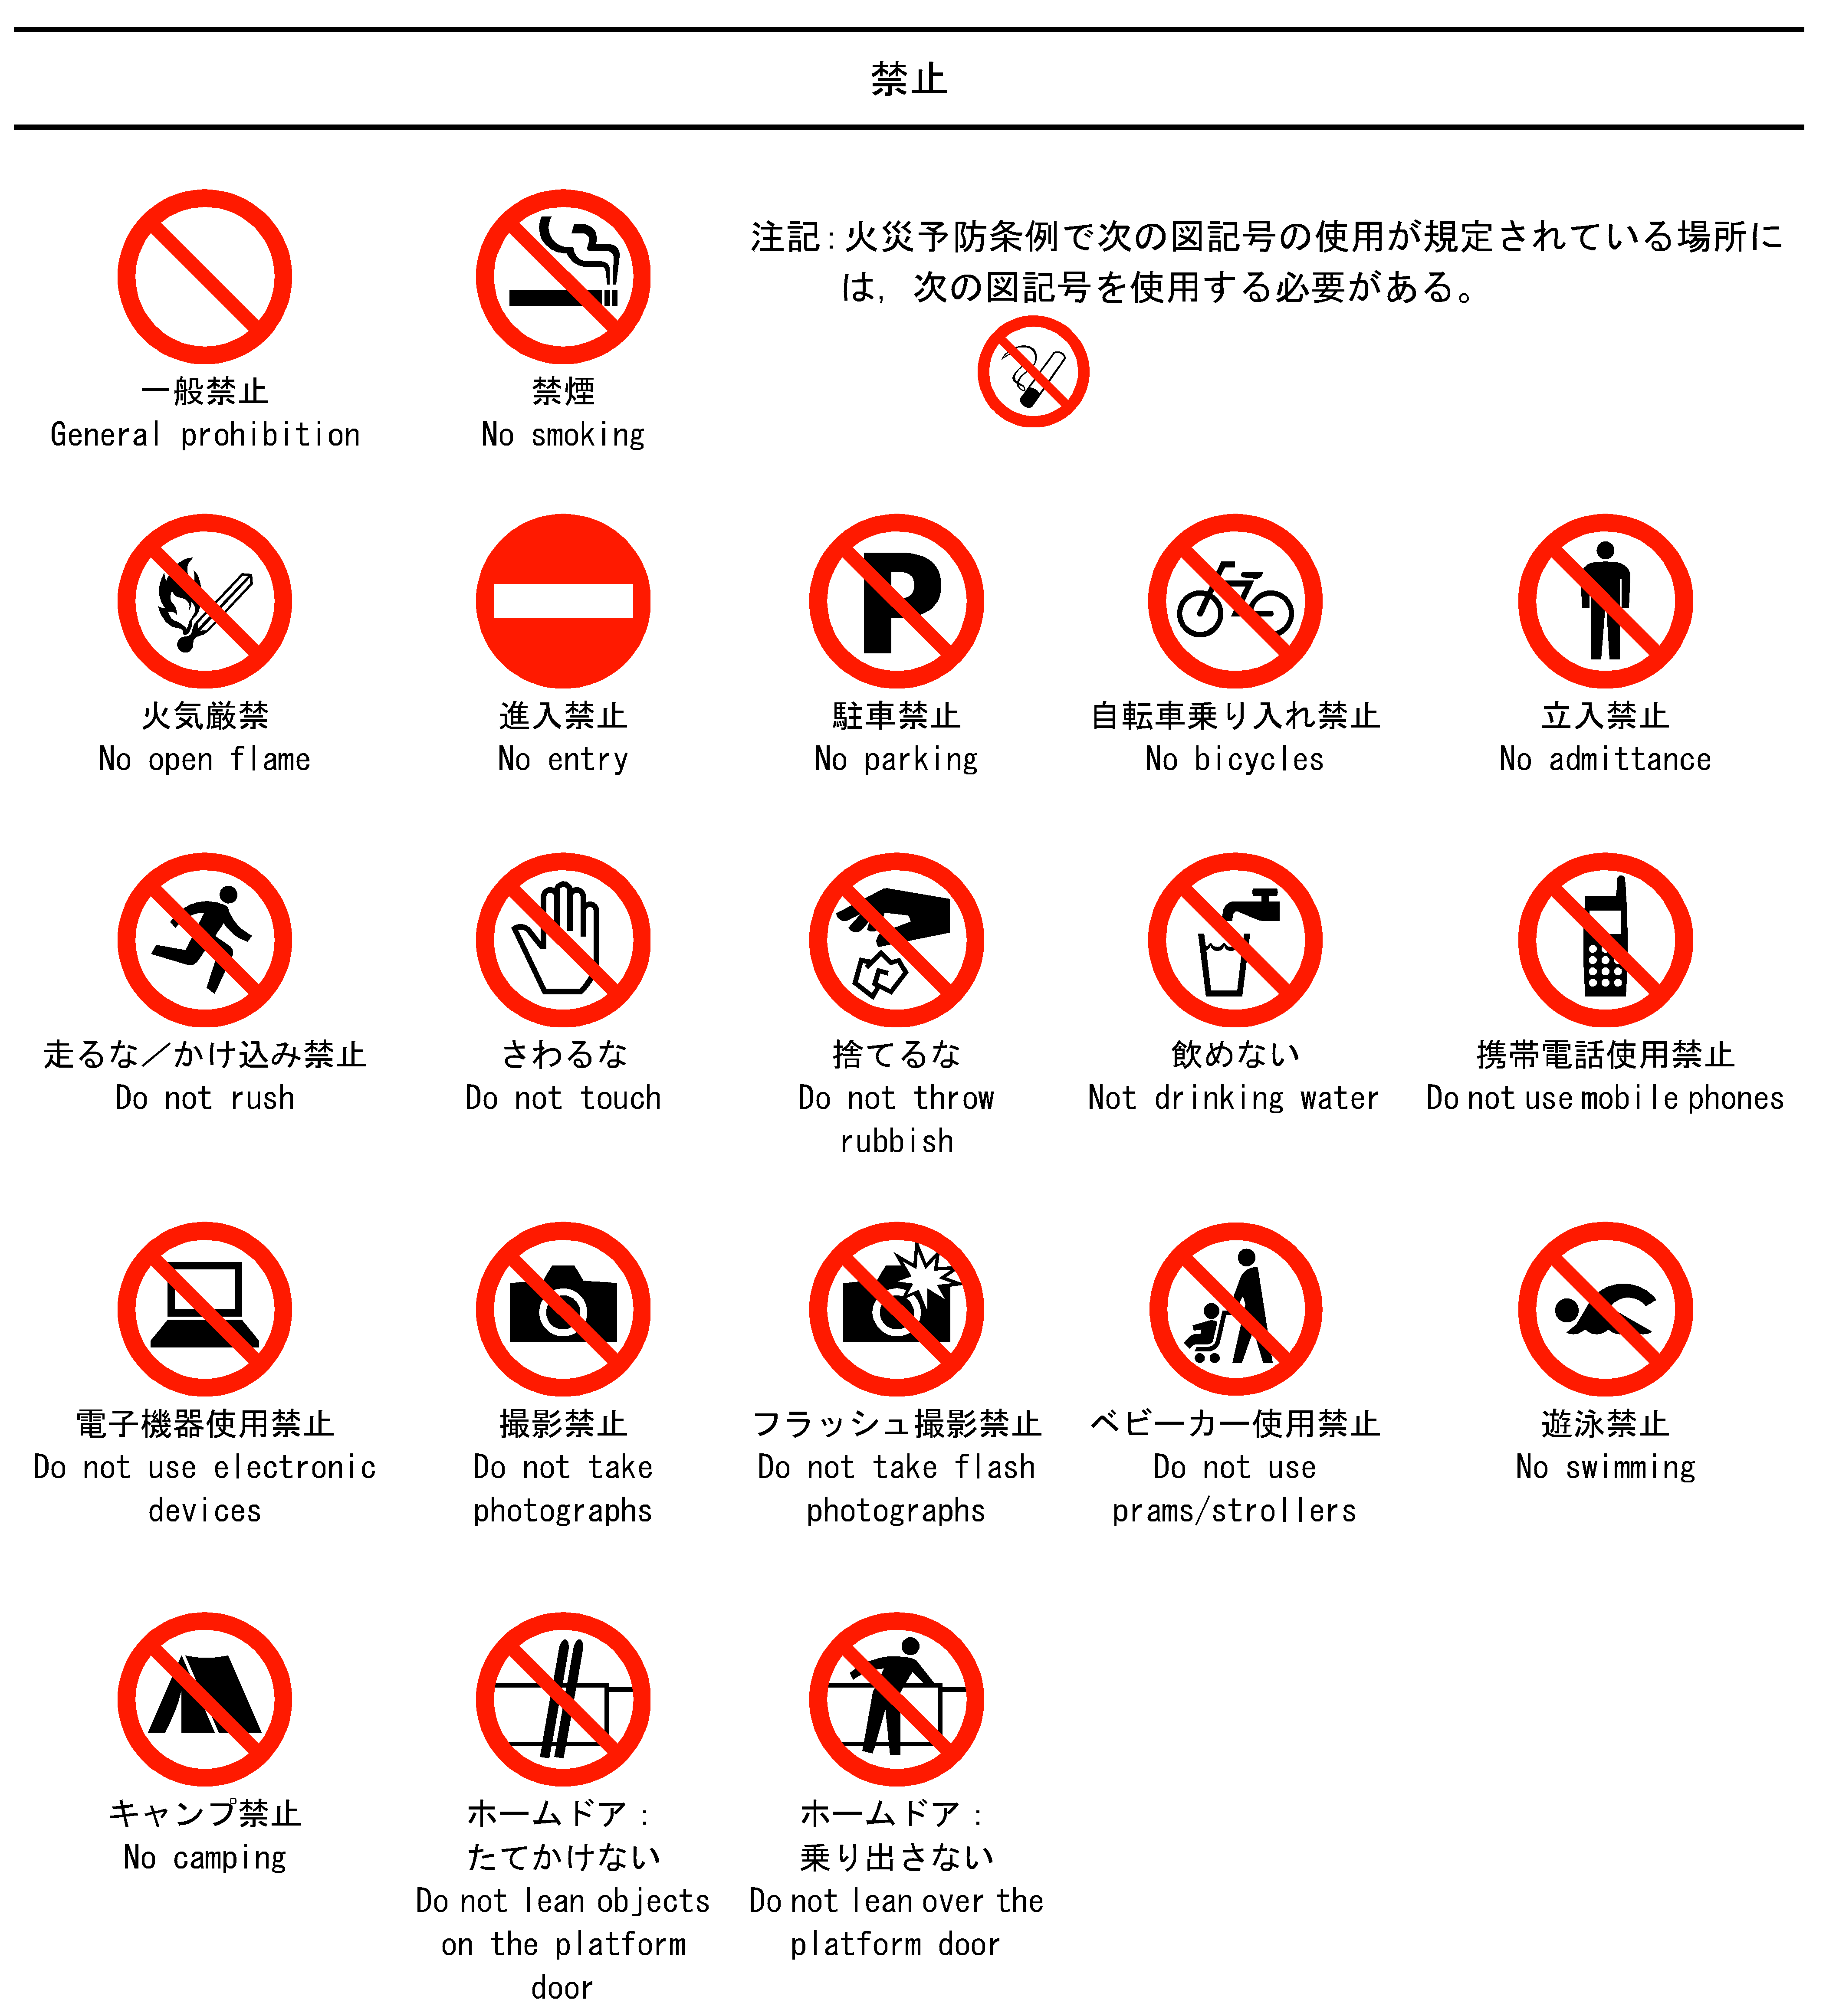 禁止
注記:火災予防条例で次の図記号の使用が規定されている場所に
は,次の図記号を使用する必要がある。
一般禁止
General prohibition
禁煙
No smoking
火気厳禁
No open flame
進入禁止
No entry
P
駐車禁止
No parking
自転車乗り入れ禁止
No bicycles
立入禁止
No admittance
走るな/かけ込み禁止
Do not rush
さわるな
Do not touch
捨てるな
Do not throw
rubbish
飲めない
Not drinking water
携帯電話使用禁止
Do not use mobile phones
電子機器使用禁止
Do not use electronic
devices
撮影禁止
Do not take
photographs
フラッシュ撮影禁止
Do not take flash
photographs
ベビーカー使用禁止
Do not use
prams/strollers
遊泳禁止
No swimming
キャンプ禁止
No camping
ホームドア:
たてかけない
Do not lean objects
on the platform
door
ホームドア:
乗り出さない
Do not lean over the
platform door